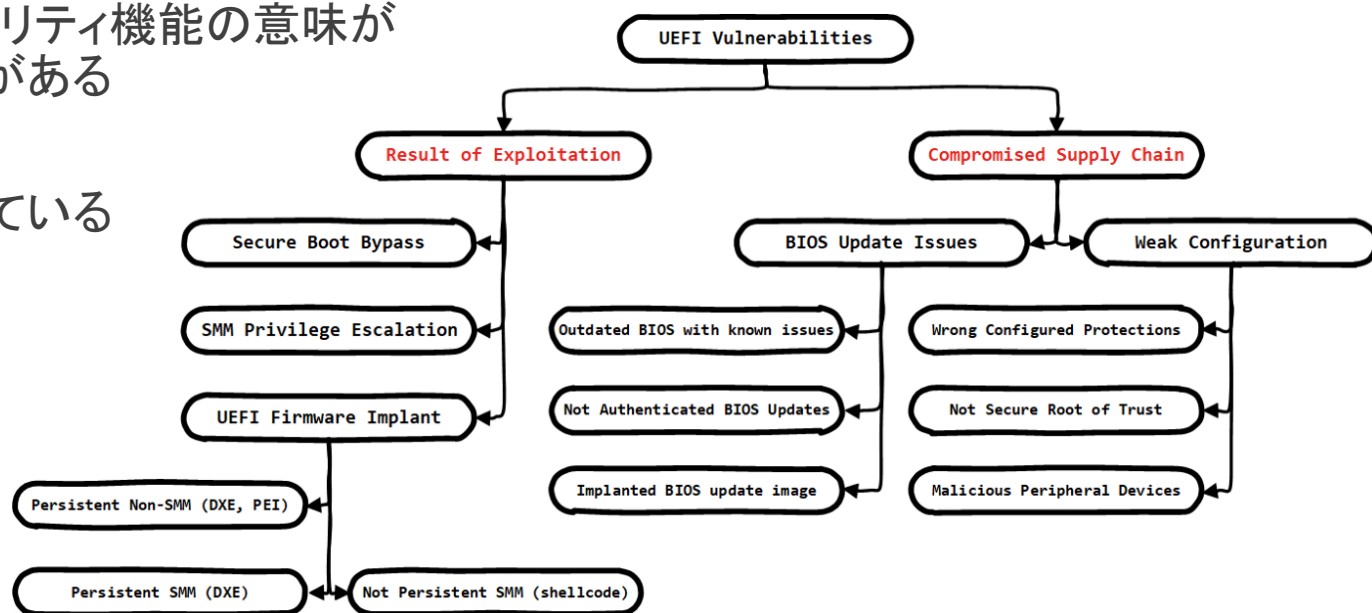 リティ機能の意味が
がある
ている
UEFI Vulnerabilities
Result of Exploitation
Compromised Supply Chain
Secure Boot Bypass
BIOS Update Issues
Weak Configuration
SMM Privilege Escalation
Outdated BIOS with known issues
Wrong Configured Protections
UEFI Firmware Implant
Not Authenticated BIOS Updates
Not Secure Root of Trust
Persistent Non-SMM (DXE, PEI)
Implanted BIOS update image
Malicious Peripheral Devices
Persistent SMM (DXE)
Not Persistent SMM (shellcode)